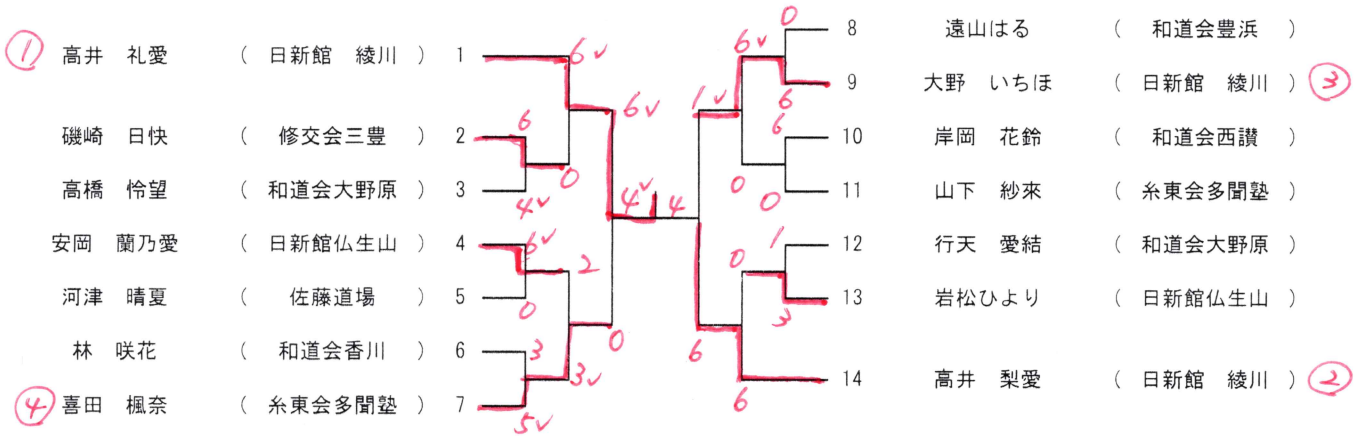 ① 高井 礼愛 ( 日新館 綾川 ) 1
磯崎 日快 ( 修交会三豊 ) 2
高橋 怜望 ( 和道会大野原 ) 3
安岡 蘭乃愛 ( 日新館仏生山 ) 4
河津 晴夏 ( 佐藤道場 ) 5
林 咲花 ( 和道会香川 ) 6
④ 喜田 楓奈 ( 糸東会多聞塾 ) 7
6✓
6
0
4✓
6✓
6✓
2
0
3
3✓
5✓
0
4✓ 4
0
6✓
6
1✓
6
0
0
1
0
3
6
6
8 遠山はる ( 和道会豊浜 )
9 大野 いちほ ( 日新館 綾川 ) ③
10 岸岡 花鈴 ( 和道会西讃 )
11 山下 紗來 ( 糸東会多聞塾 )
12 行天 愛結 ( 和道会大野原 )
13 岩松ひより ( 日新館仏生山 )
14 高井 梨愛 ( 日新館 綾川 ) ②